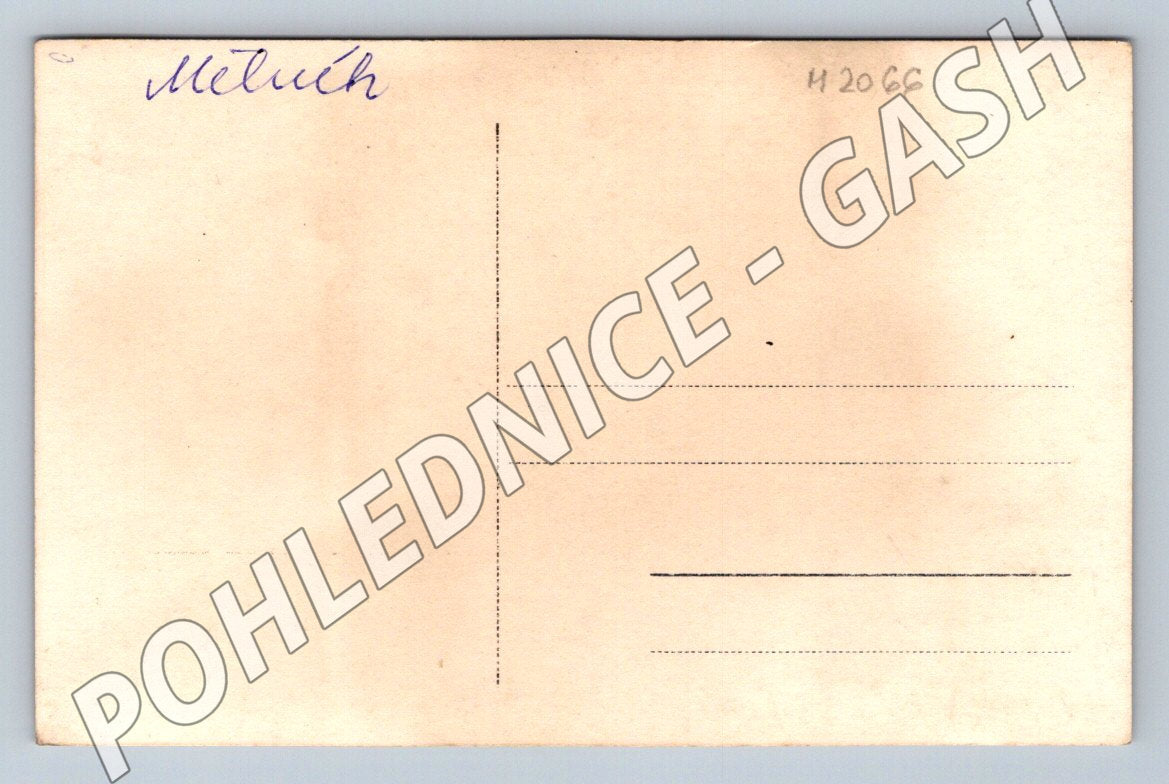 Mělník
M 2066
POHLEDNICE - GASH